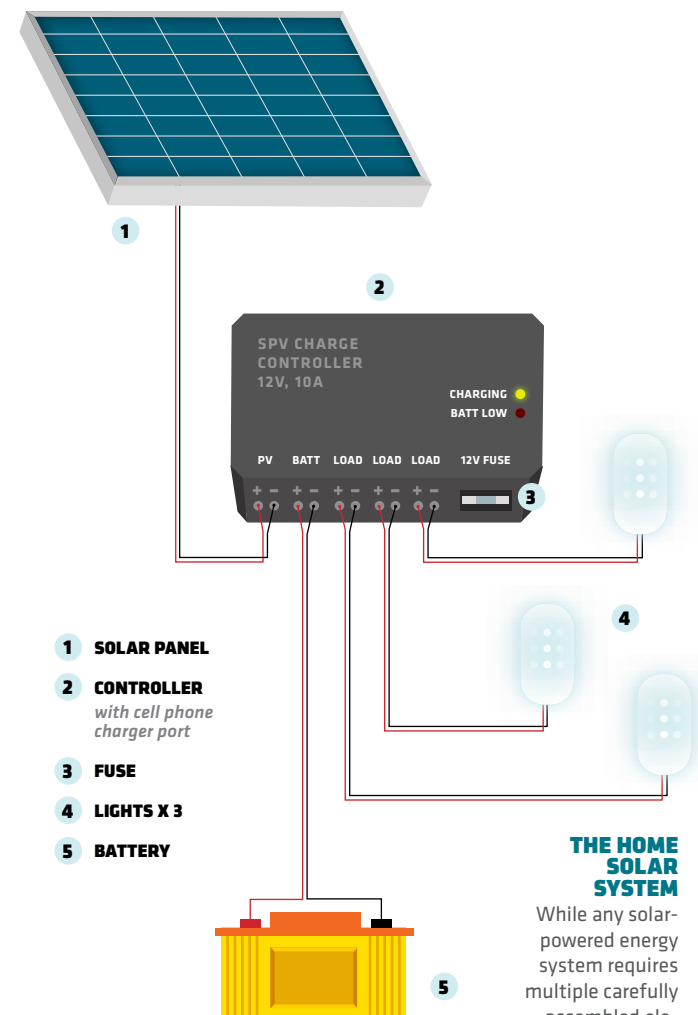 1
2
SPV CHARGE
CONTROLLER
12V, 10A
CHARGING
BATT LOW
PV BATT LOAD LOAD LOAD 12V FUSE
+ − + − + − + − + −
3
4
1 SOLAR PANEL
2 CONTROLLER
with cell phone
charger port
3 FUSE
4 LIGHTS X 3
5 BATTERY
5
THE HOME
SOLAR
SYSTEM
While any solar-
powered energy
system requires
multiple carefully